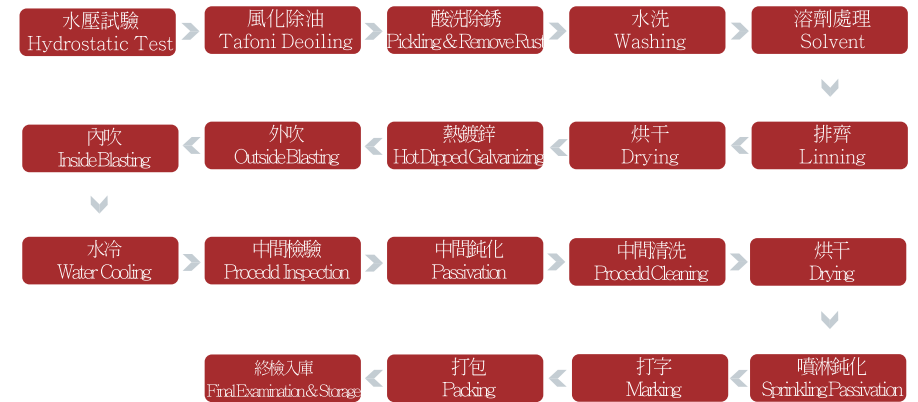 水壓試驗
Hydrostatic Test
風化除油
Tafoni Deoiling
酸洗除銹
Pickling & Remove Rust
水洗
Washing
溶劑處理
Solvent
排齊
Linning
烘干
Drying
熱鍍鋅
Hot Dipped Galvanizing
外吹
Outside Blasting
內吹
Inside Blasting
水冷
Water Cooling
中間檢驗
Procedd Inspection
中間鈍化
Passivation
中間清洗
Procedd Cleaning
烘干
Drying
噴淋鈍化
Sprinkling Passivation
打字
Marking
打包
Packing
終檢入庫
Final Examination & Storage